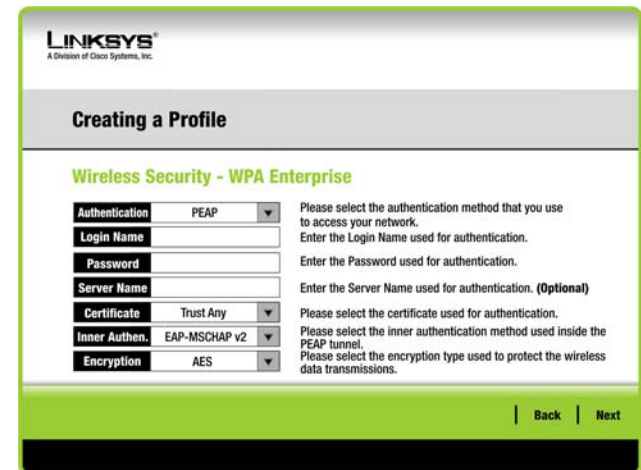 LINKSYS®
A Division of Cisco Systems, Inc.
Creating a Profile
Wireless Security - WPA Enterprise
Authentication PEAP Please select the authentication method that you use
to access your network.
Login Name Enter the Login Name used for authentication.
Password Enter the Password used for authentication.
Server Name Enter the Server Name used for authentication. (Optional)
Certificate Trust Any Please select the certificate used for authentication.
Inner Authen. EAP-MSCHAP v2 Please select the inner authentication method used inside the
PEAP tunnel.
Encryption AES Please select the encryption type used to protect the wireless
data transmissions.
Back Next